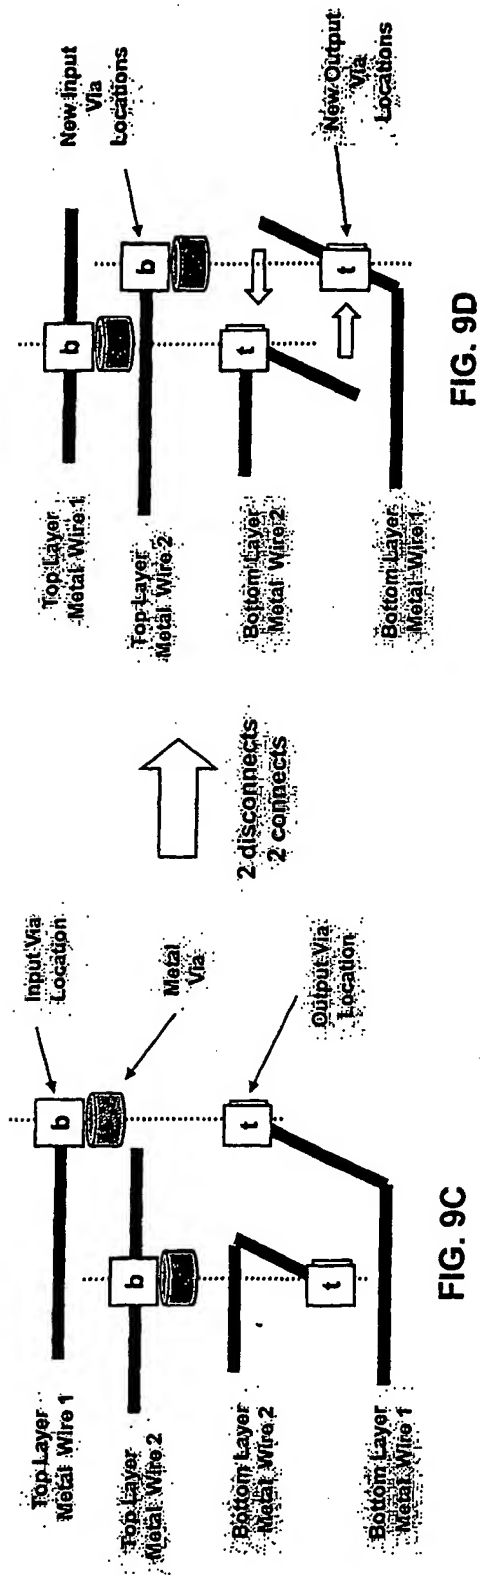 Input Via
Location
Metal
Via
Output Via
Location
Top Layer
Metal Wire 1
Top Layer
Metal Wire 2
Bottom Layer
Metal Wire 2
Bottom Layer
Metal Wire 1
b
b
t
t
FIG. 9C
2 disconnects
2 connects
New Input
Via
Locations
New Output
Via
Locations
Top Layer
Metal Wire 1
Top Layer
Metal Wire 2
Bottom Layer
Metal Wire 2
Bottom Layer
Metal Wire 1
b
b
t
t
FIG. 9D